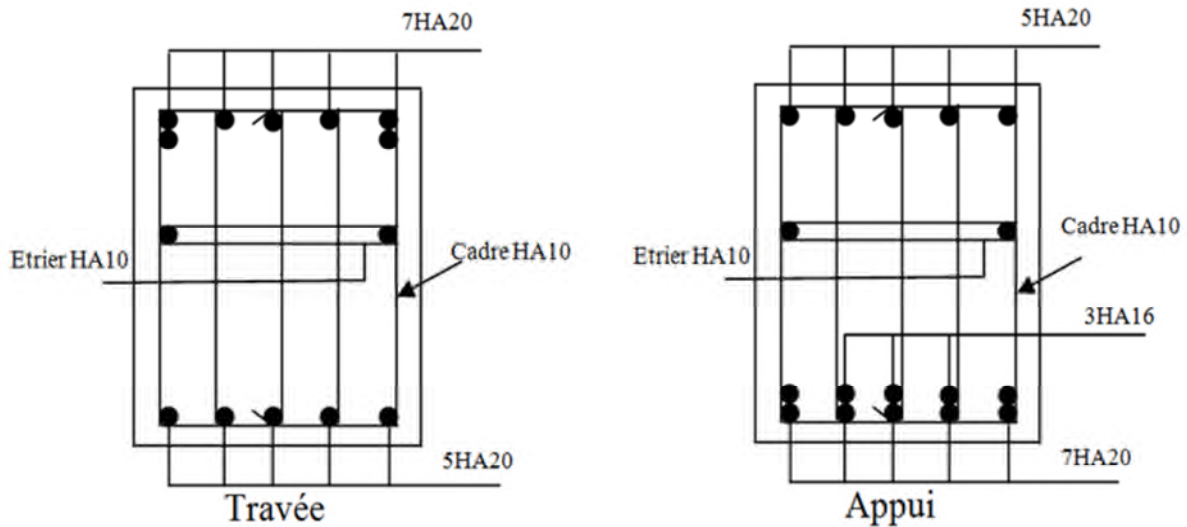 7HA20
Etrier HA10
Cadre HA10
5HA20
Travée
5HA20
Etrier HA10
Cadre HA10
3HA16
7HA20
Appui